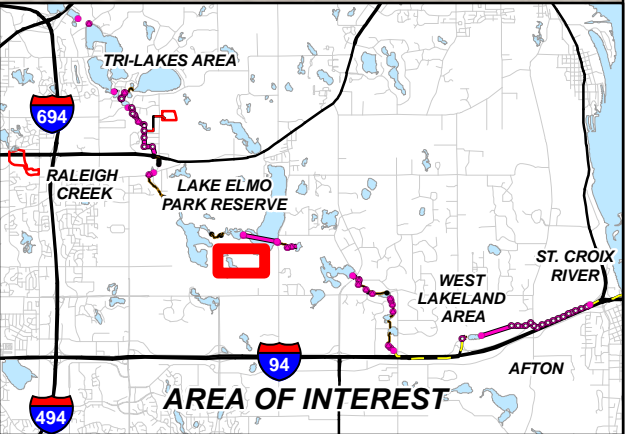 TRI-LAKES AREA
694
RALEIGH
CREEK
LAKE ELMO
PARK RESERVE
ST. CROIX
RIVER
WEST
LAKELAND
AREA
94
AFTON
AREA OF INTEREST
494